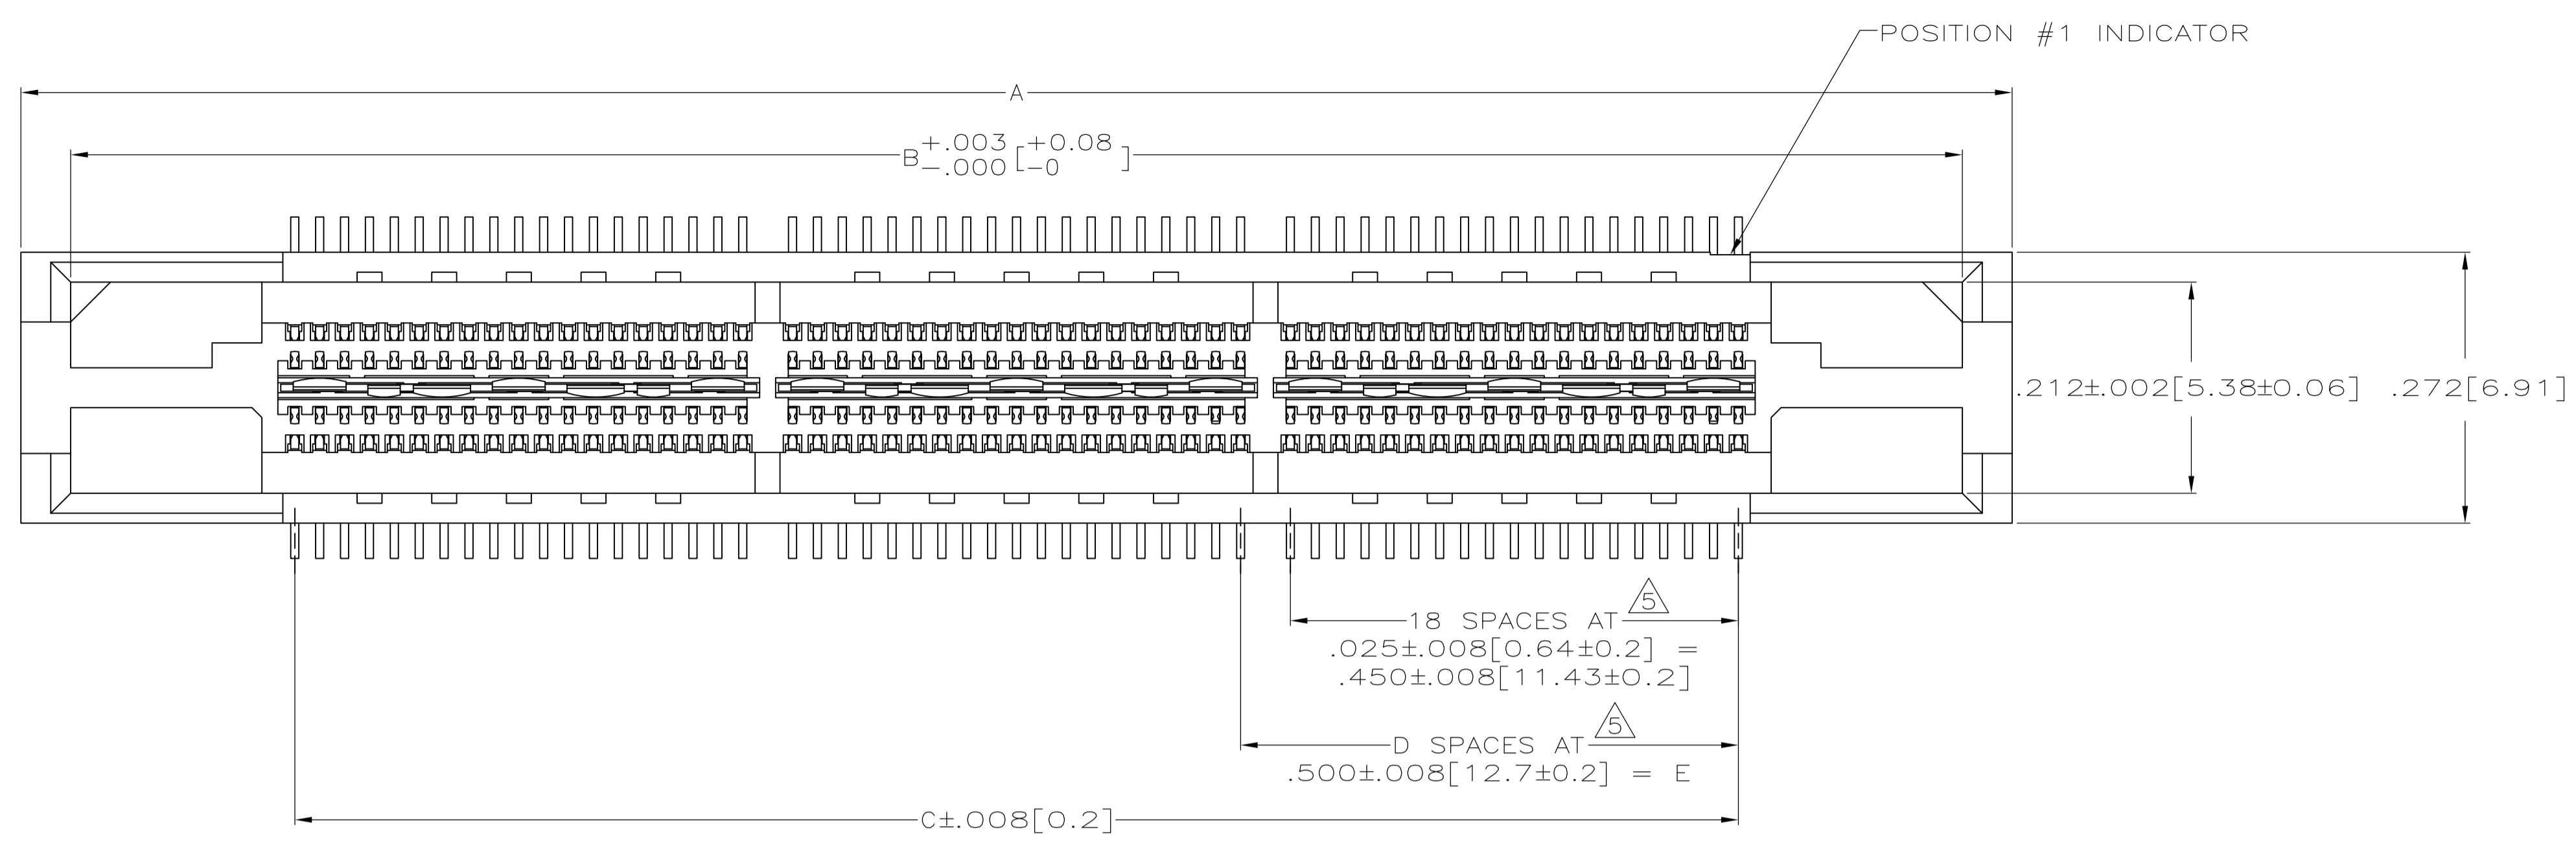 POSITION #1 INDICATOR
A
B +.003 [+0.08
-.000 [-0 ]
.212±.002[5.38±0.06] .272[6.91]
18 SPACES AT 5
.025±.008[0.64±0.2] =
.450±.008[11.43±0.2]
D SPACES AT 5
.500±.008[12.7±0.2] = E
C±.008[0.2]